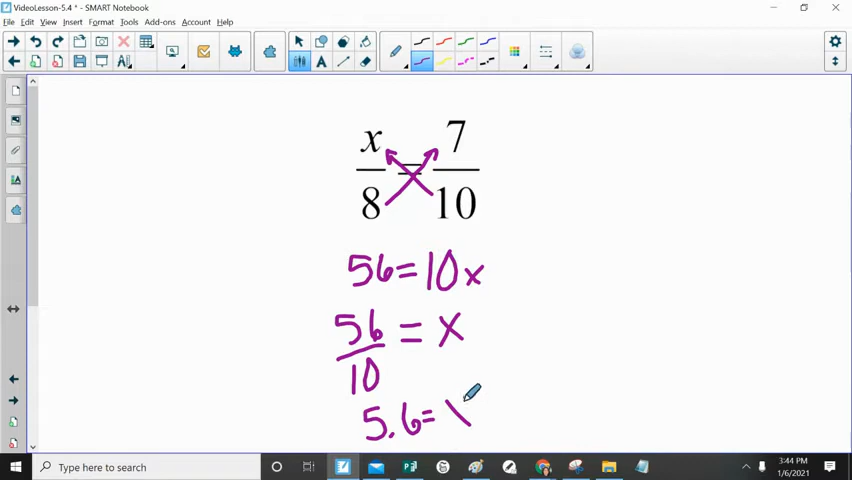 VideoLesson-5.4 * - SMART Notebook
File Edit View Insert Format Tools Add-ons Account Help
x/8 = 7/10
56=10x
56/10 = x
5.6= \
Type here to search
3:44 PM
1/6/2021